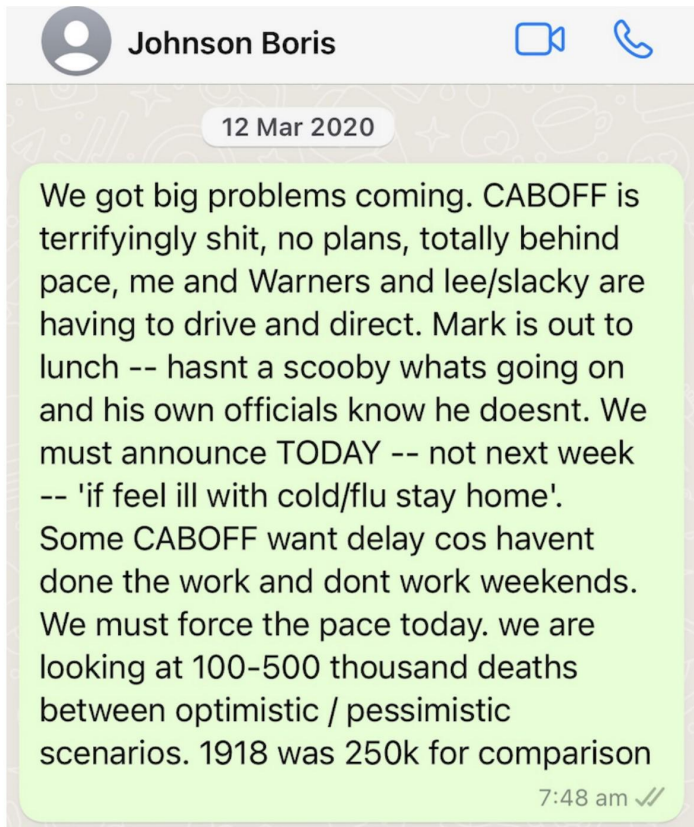 Johnson Boris
12 Mar 2020
We got big problems coming. CABOFF is
terrifyingly shit, no plans, totally behind
pace, me and Warners and lee/slacky are
having to drive and direct. Mark is out to
lunch -- hasnt a scooby whats going on
and his own officials know he doesnt. We
must announce TODAY -- not next week
-- 'if feel ill with cold/flu stay home'.
Some CABOFF want delay cos havent
done the work and dont work weekends.
We must force the pace today. we are
looking at 100-500 thousand deaths
between optimistic / pessimistic
scenarios. 1918 was 250k for comparison
7:48 am